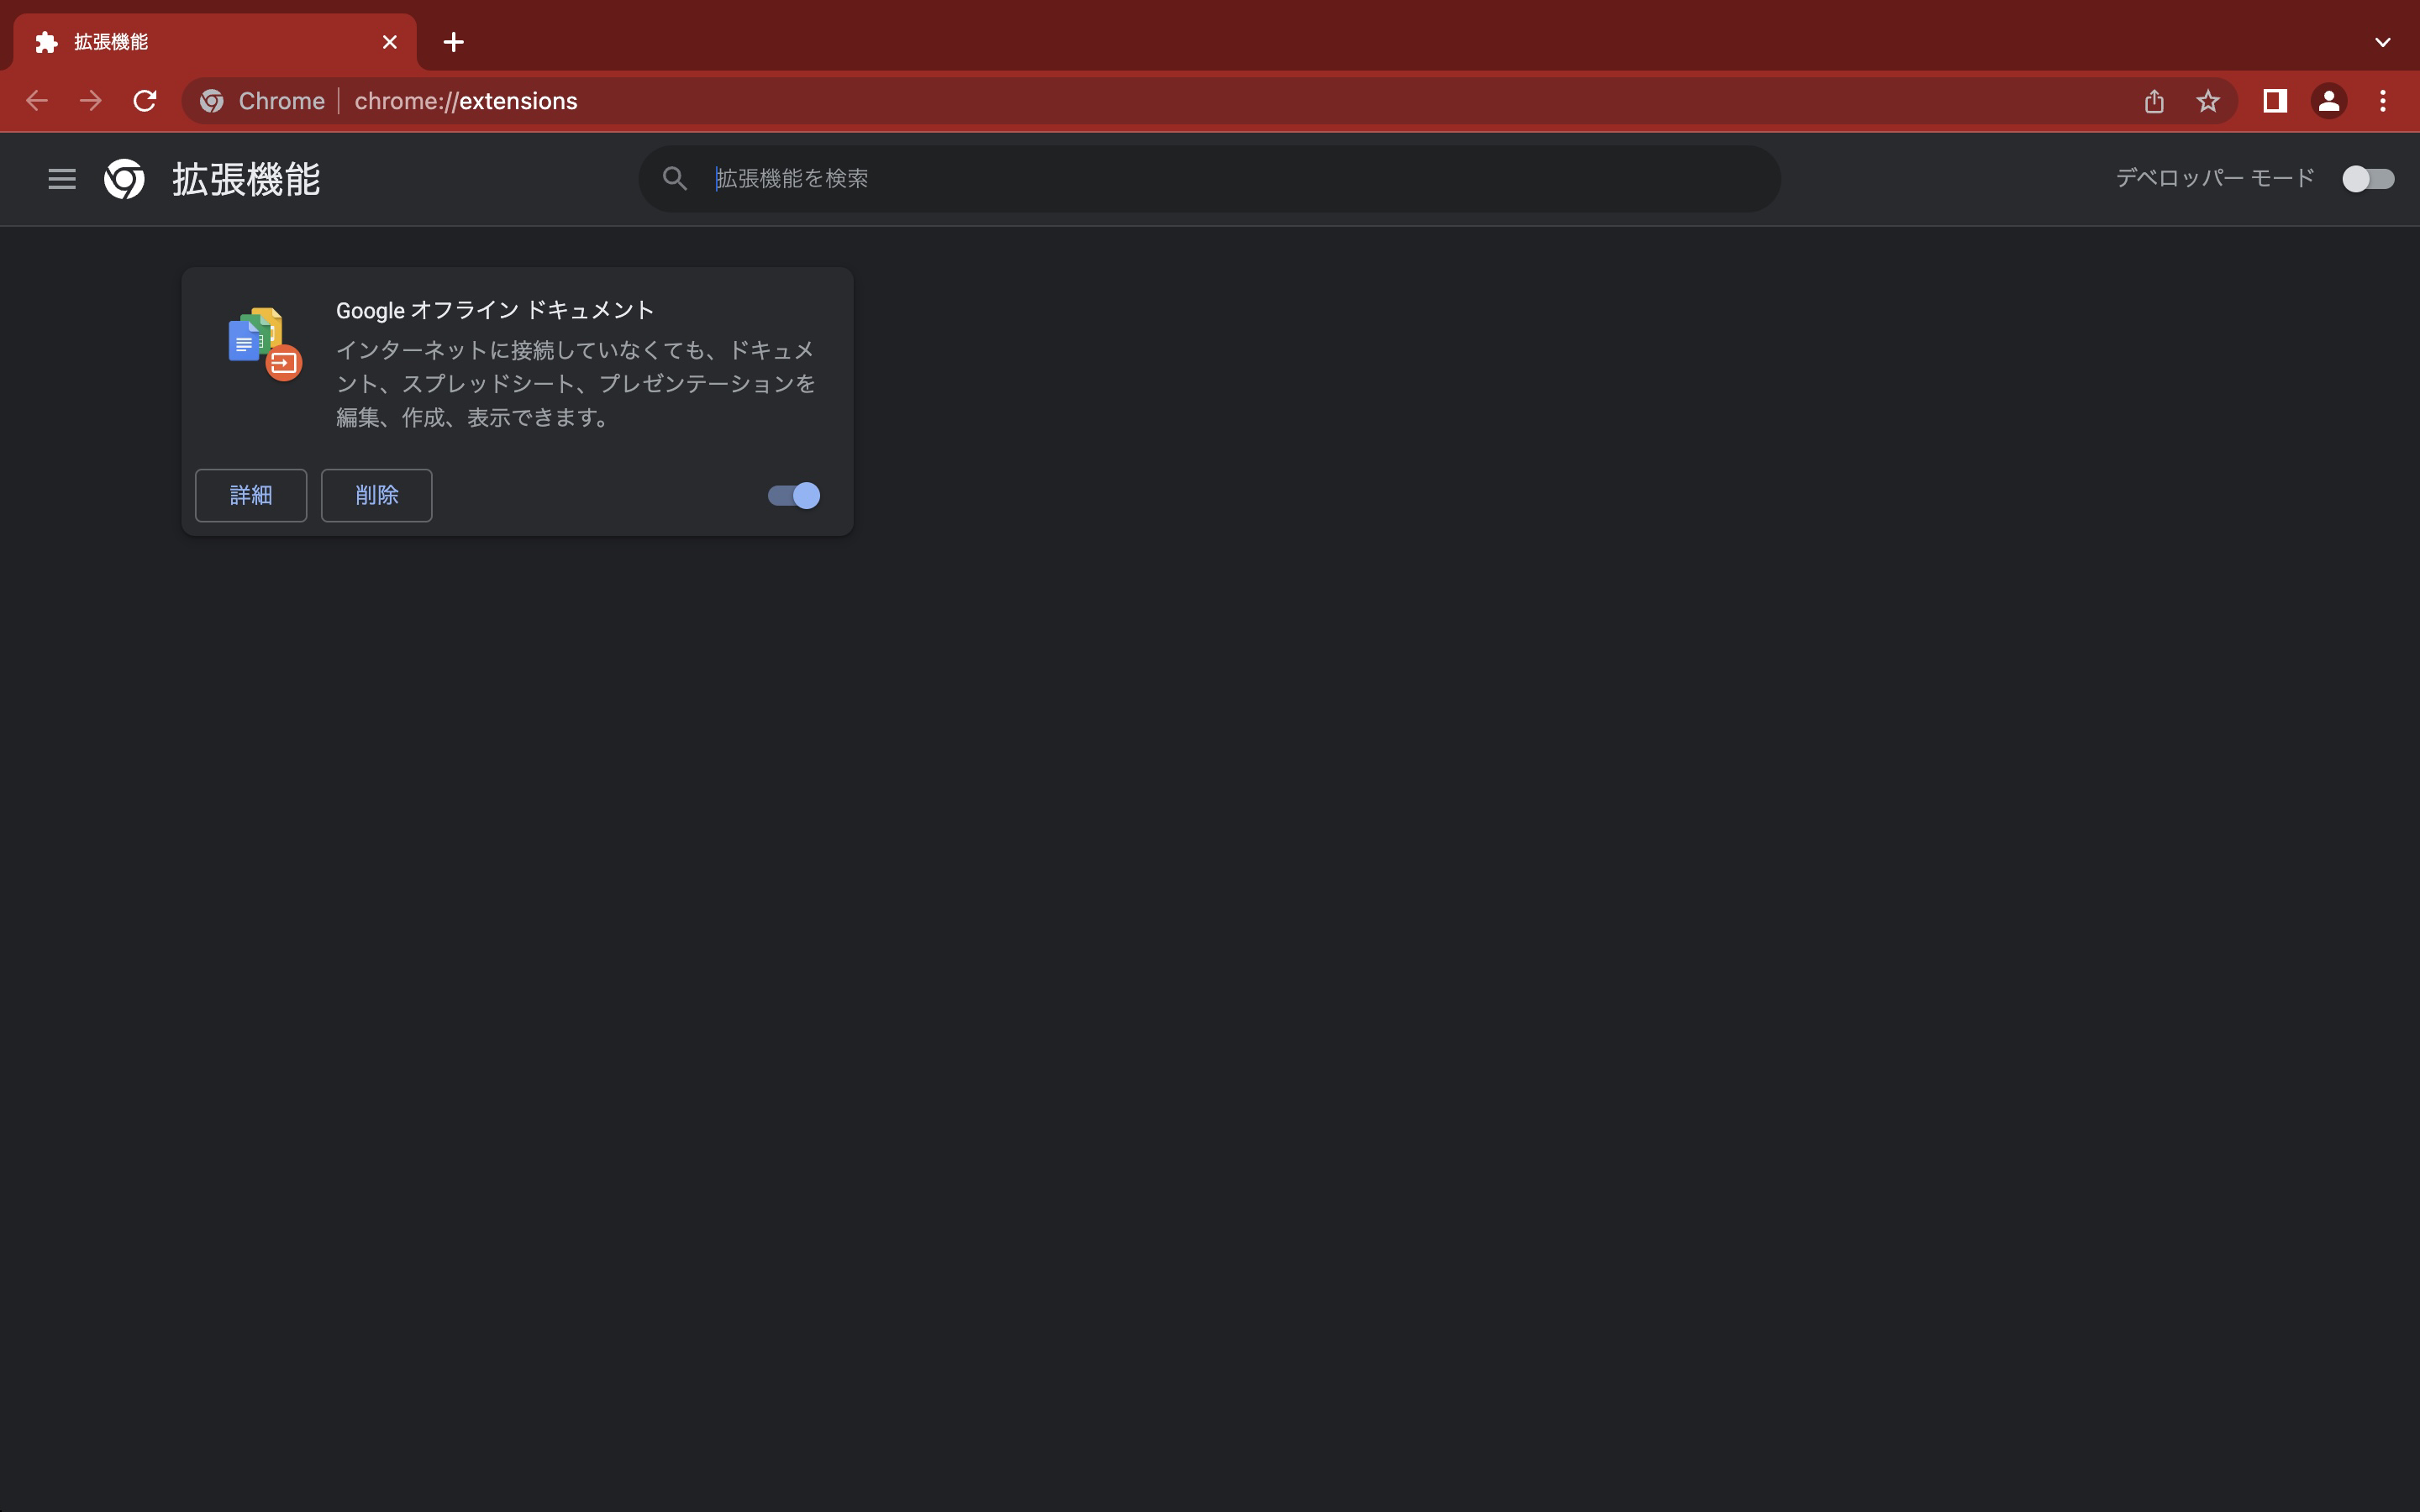 拡張機能
Chrome
chrome://extensions
拡張機能
拡張機能を検索
デベロッパー モード
Google オフライン ドキュメント
インターネットに接続していなくても、ドキュメ
ント、スプレッドシート、プレゼンテーションを
編集、作成、表示できます。
詳細
削除